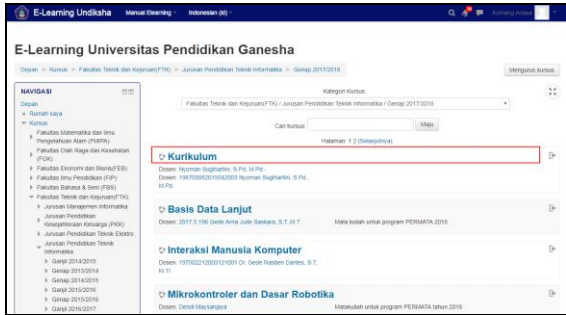 E-Learning Undiksha
Manual Elearning
Indonesian (id)
Komang Ariasa
E-Learning Universitas Pendidikan Ganesha
Depan > Kursus > Fakultas Teknik dan Kejuruan(FTK) > Jurusan Pendidikan Teknik Informatika > Genap 2017/2018
Mengurus kursus
NAVIGASI
Depan
Rumah saya
Kursus
Fakultas Matematika dan Ilmu
Pengetahuan Alam (FMIPA)
Fakultas Olah Raga dan Kesehatan
(FOK)
Fakultas Ekonomi dan Bisnis(FEB)
Fakultas Ilmu Pendidikan (FIP)
Fakultas Bahasa & Seni (FBS)
Fakultas Teknik dan Kejuruan(FTK)
Jurusan Manajemen Informatika
Jurusan Pendidikan
Kesejahteraan Keluarga (PKK)
Jurusan Pendidikan Teknik Elektro
Jurusan Pendidikan Teknik
Informatika
Ganjil 2014/2015
Genap 2013/2014
Genap 2014/2015
Ganjil 2015/2016
Genap 2015/2016
Ganjil 2016/2017
Kategori Kursus:
Fakultas Teknik dan Kejuruan(FTK) / Jurusan Pendidikan Teknik Informatika / Genap 2017/2018
Cari kursus:
Maju
Halaman: 1 2 (Selanjutnya)
Kurikulum
Dosen: Nyoman Sugihartini, S.Pd, M.Pd -
Dosen: 198703082015042003 Nyoman Sugihartini, S.Pd.,
M.Pd.
Basis Data Lanjut
Dosen: 2017.3.196 Gede Arna Jude Saskara, S.T.,M.T
Mata kuliah untuk program PERMATA 2018
Interaksi Manusia Komputer
Dosen: 197502212003121001 Dr. Gede Rasben Dantes, S.T.,
M.TI
Mikrokontroler dan Dasar Robotika
Dosen: Dendi Maysanjaya
Matakuliah untuk program PERMATA tahun 2018